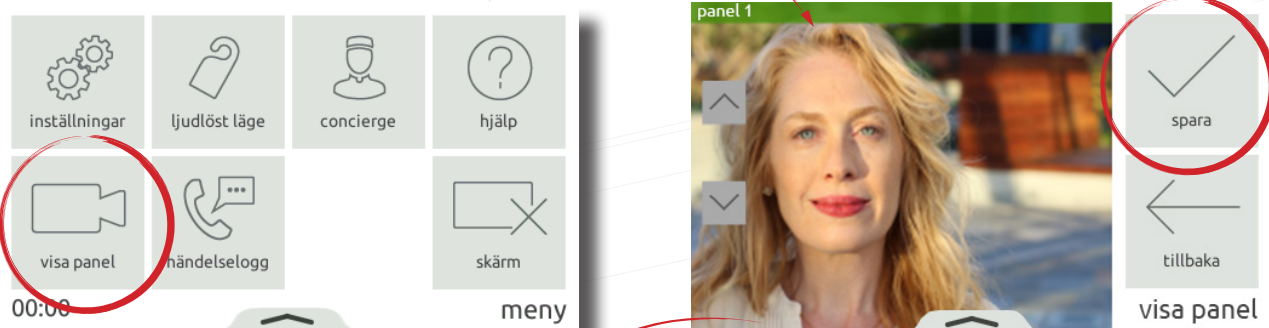 inställningar
ljudlöst läge
concierge
hjälp
visa panel
händelselogg
skärm
00:00
meny
panel 1
spara
tillbaka
visa panel